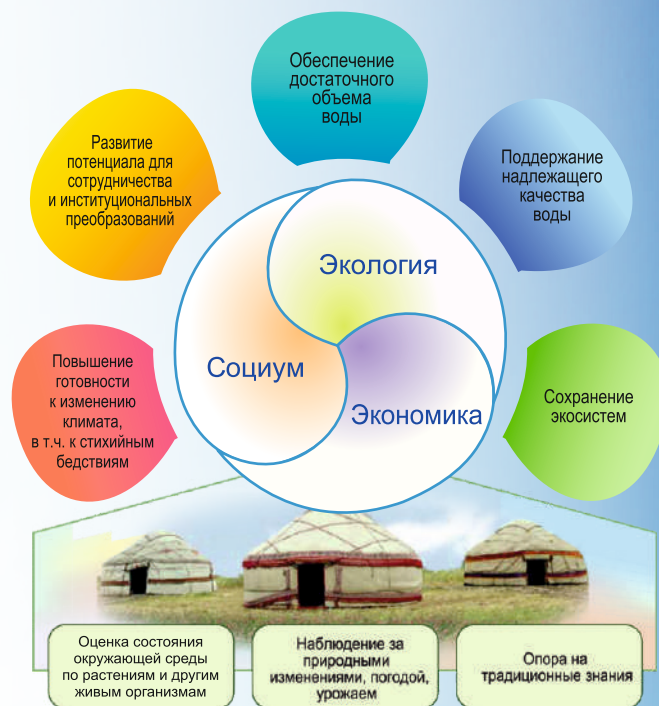 Обеспечение
достаточного
объема
воды
Развитие
потенциала для
сотрудничества
и институциональных
преобразований
Поддержание
надлежащего
качества
воды
Экология
Социум
Экономика
Повышение
готовности
к изменению
климата,
в т.ч. к стихийным
бедствиям
Сохранение
экосистем
Оценка состояния
окружающей среды
по растениям и другим
живым организмам
Наблюдение за
природными
изменениями, погодой,
урожаем
Опора на
традиционные знания